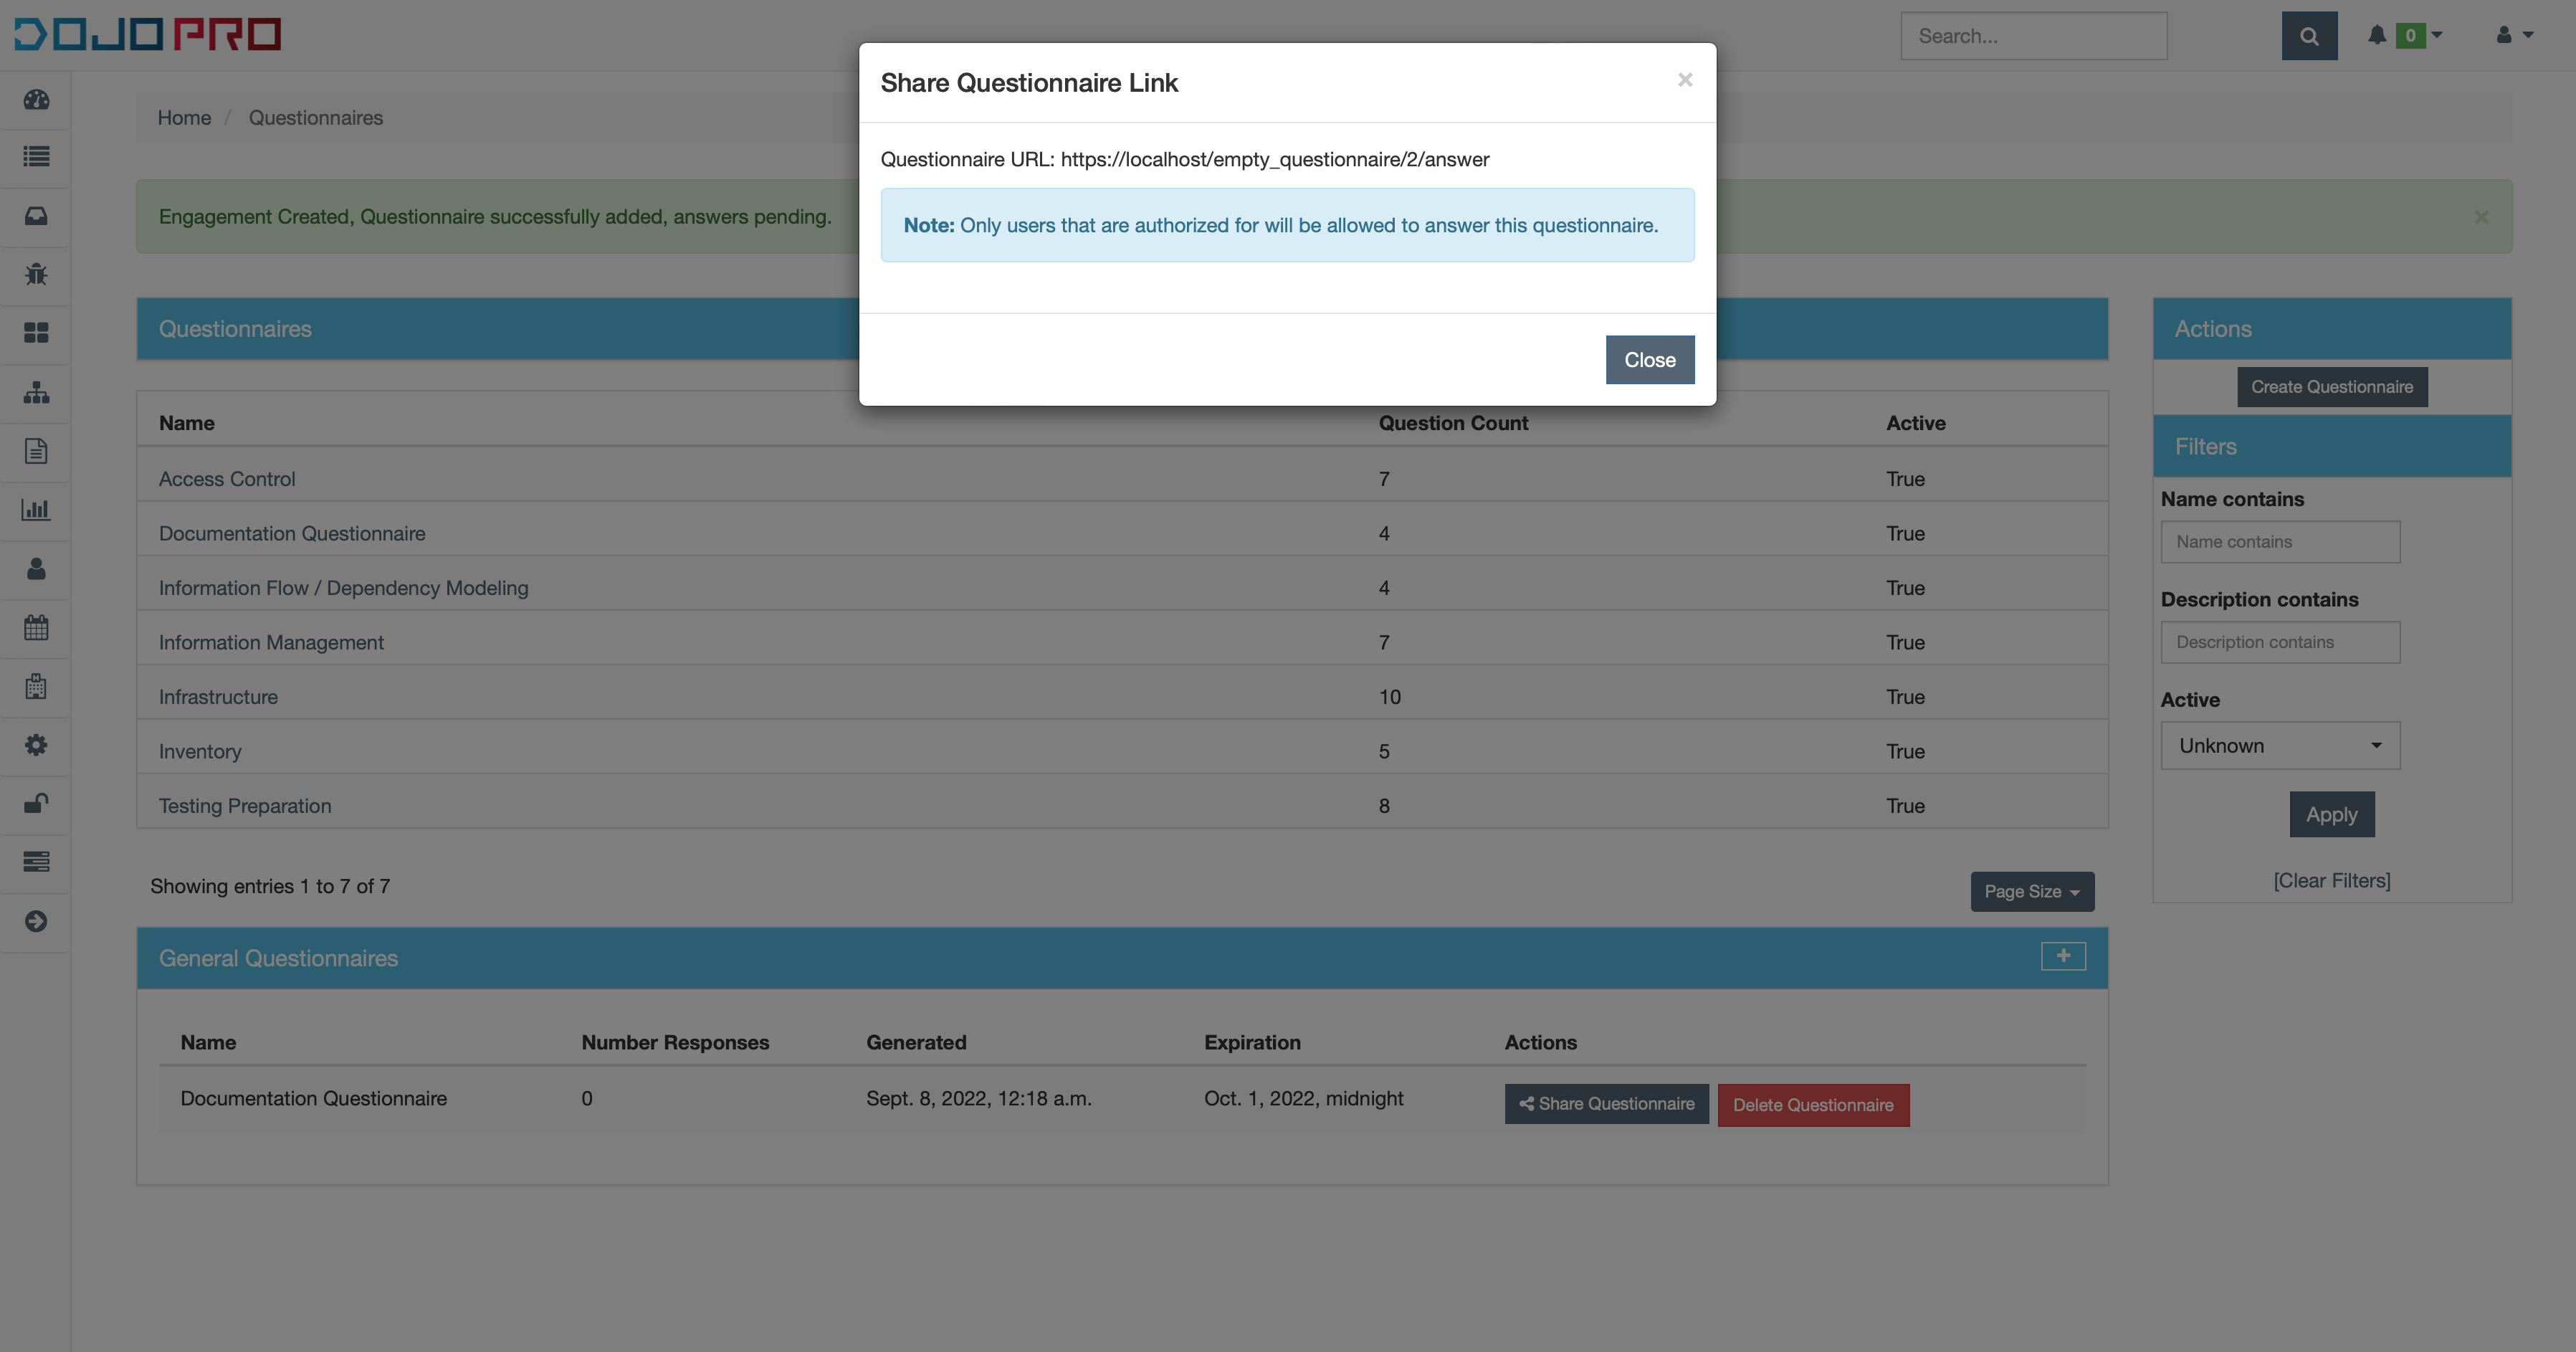 DOJO PRO
Search...
0
Share Questionnaire Link
×
Questionnaire URL: https://localhost/empty_questionnaire/2/answer
Note: Only users that are authorized for will be allowed to answer this questionnaire.
Close
Home / Questionnaires
Engagement Created, Questionnaire successfully added, answers pending.
×
Questionnaires
Name Question Count Active
Access Control 7 True
Documentation Questionnaire 4 True
Information Flow / Dependency Modeling 4 True
Information Management 7 True
Infrastructure 10 True
Inventory 5 True
Testing Preparation 8 True
Showing entries 1 to 7 of 7
Page Size
Actions
Create Questionnaire
Filters
Name contains
Name contains
Description contains
Description contains
Active
Unknown
Apply
[Clear Filters]
General Questionnaires
Name Number Responses Generated Expiration Actions
Documentation Questionnaire 0 Sept. 8, 2022, 12:18 a.m. Oct. 1, 2022, midnight Share Questionnaire Delete Questionnaire